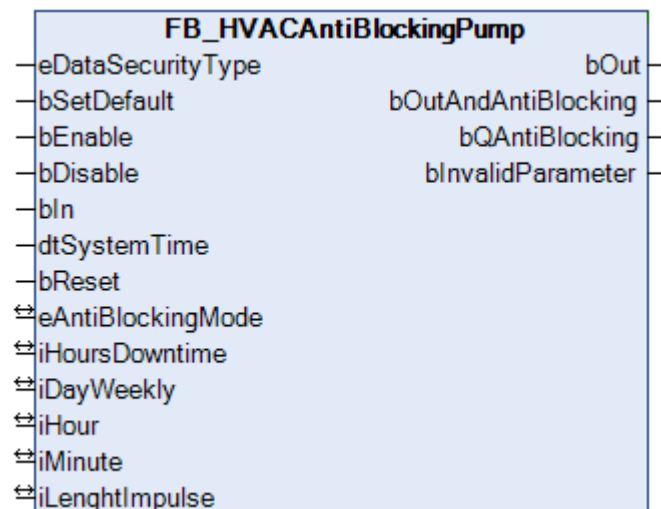 FB_HVACAntiBlockingPump
eDataSecurityType bOut
bSetDefault bOutAndAntiBlocking
bEnable bQAntiBlocking
bDisable bInvalidParameter
bIn
dtSystemTime
bReset
eAntiBlockingMode
iHoursDowntime
iDayWeekly
iHour
iMinute
iLenghtImpulse